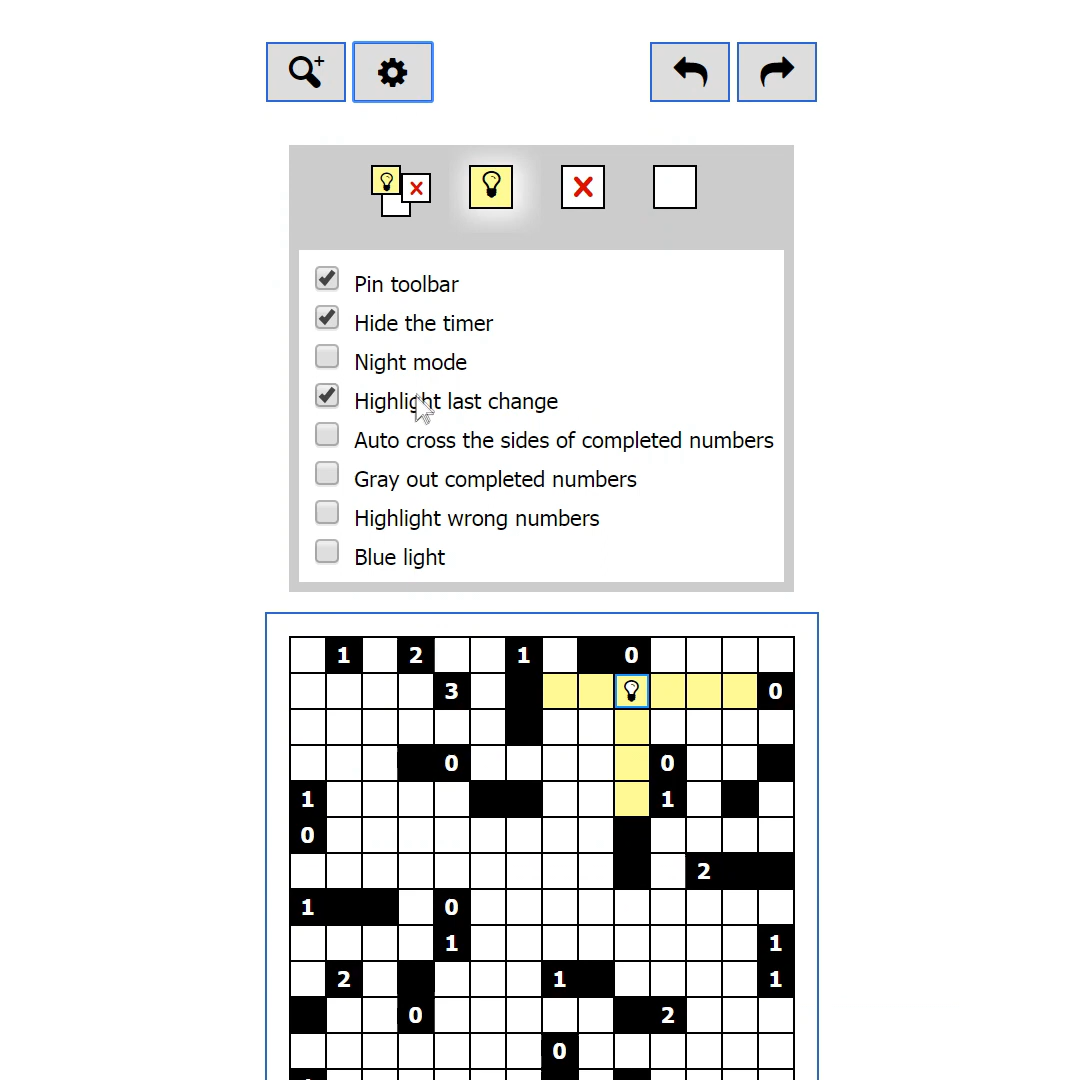 Pin toolbar
Hide the timer
Night mode
Highlight last change
Auto cross the sides of completed numbers
Gray out completed numbers
Highlight wrong numbers
Blue light
1 2 1 0
3 0
0 0
1 1
0
2
1 0
1 1
2 1 1
0 2
0